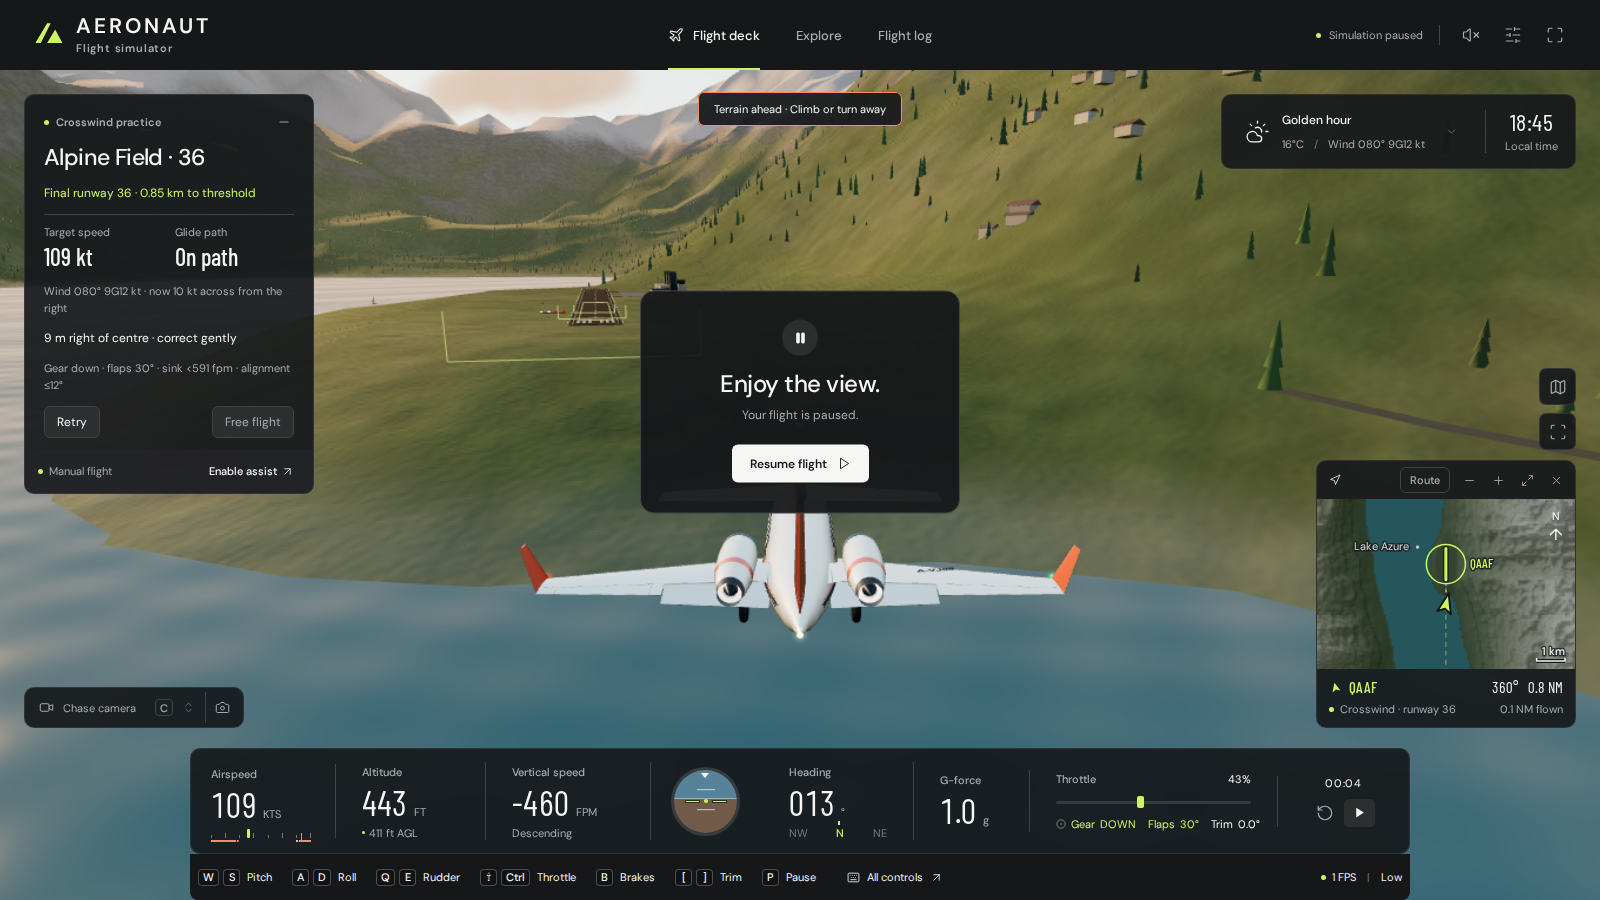 AERONAUT
Flight simulator
Flight deck
Explore
Flight log
Simulation paused
Crosswind practice
Alpine Field · 36
Final runway 36 · 0.85 km to threshold
Target speed
Glide path
109 kt
On path
Wind 080° 9G12 kt · now 10 kt across from the
right
9 m right of centre · correct gently
Gear down · flaps 30° · sink <591 fpm · alignment
≤12°
Retry
Free flight
Manual flight
Enable assist
Terrain ahead · Climb or turn away
Golden hour
16°C / Wind 080° 9G12 kt
18:45
Local time
Enjoy the view.
Your flight is paused.
Resume flight
Route
N
Lake Azure
QAAF
1 km
QAAF
360° 0.8 NM
Crosswind · runway 36
0.1 NM flown
Chase camera
C
Airspeed
109 KTS
Altitude
443 FT
411 ft AGL
Vertical speed
-460 FPM
Descending
Heading
013°
NW N NE
G-force
1.0 g
Throttle
43%
Gear DOWN Flaps 30° Trim 0.0°
00:04
W S Pitch
A D Roll
Q E Rudder
⇧ Ctrl Throttle
B Brakes
[ ] Trim
P Pause
All controls
1 FPS | Low